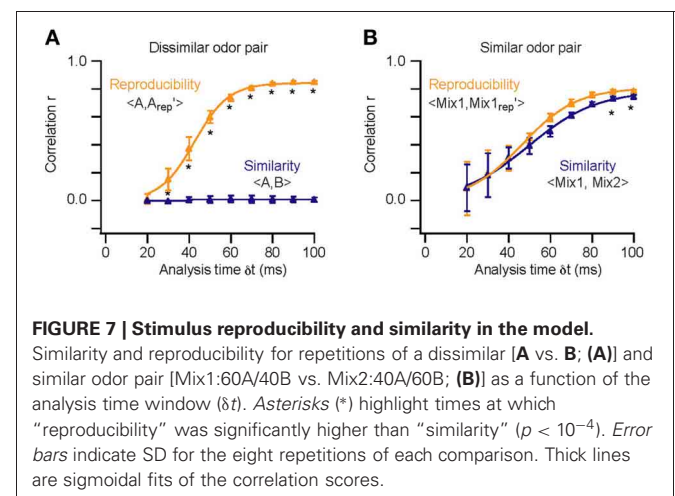 A
Dissimilar odor pair
Correlation r
1.0
0.0
Reproducibility
<A,Arep'>
* * * * * * * *
Similarity
<A,B>
0 20 40 60 80 100
Analysis time δt (ms)
B
Similar odor pair
Correlation r
1.0
0.0
Reproducibility
<Mix1,Mix1rep'>
* *
Similarity
<Mix1, Mix2>
0 20 40 60 80 100
Analysis time δt (ms)
FIGURE 7 | Stimulus reproducibility and similarity in the model.
Similarity and reproducibility for repetitions of a dissimilar [A vs. B; (A)] and
similar odor pair [Mix1:60A/40B vs. Mix2:40A/60B; (B)] as a function of the
analysis time window (δt). Asterisks (*) highlight times at which
“reproducibility” was significantly higher than “similarity” (p < 10−4). Error
bars indicate SD for the eight repetitions of each comparison. Thick lines
are sigmoidal fits of the correlation scores.